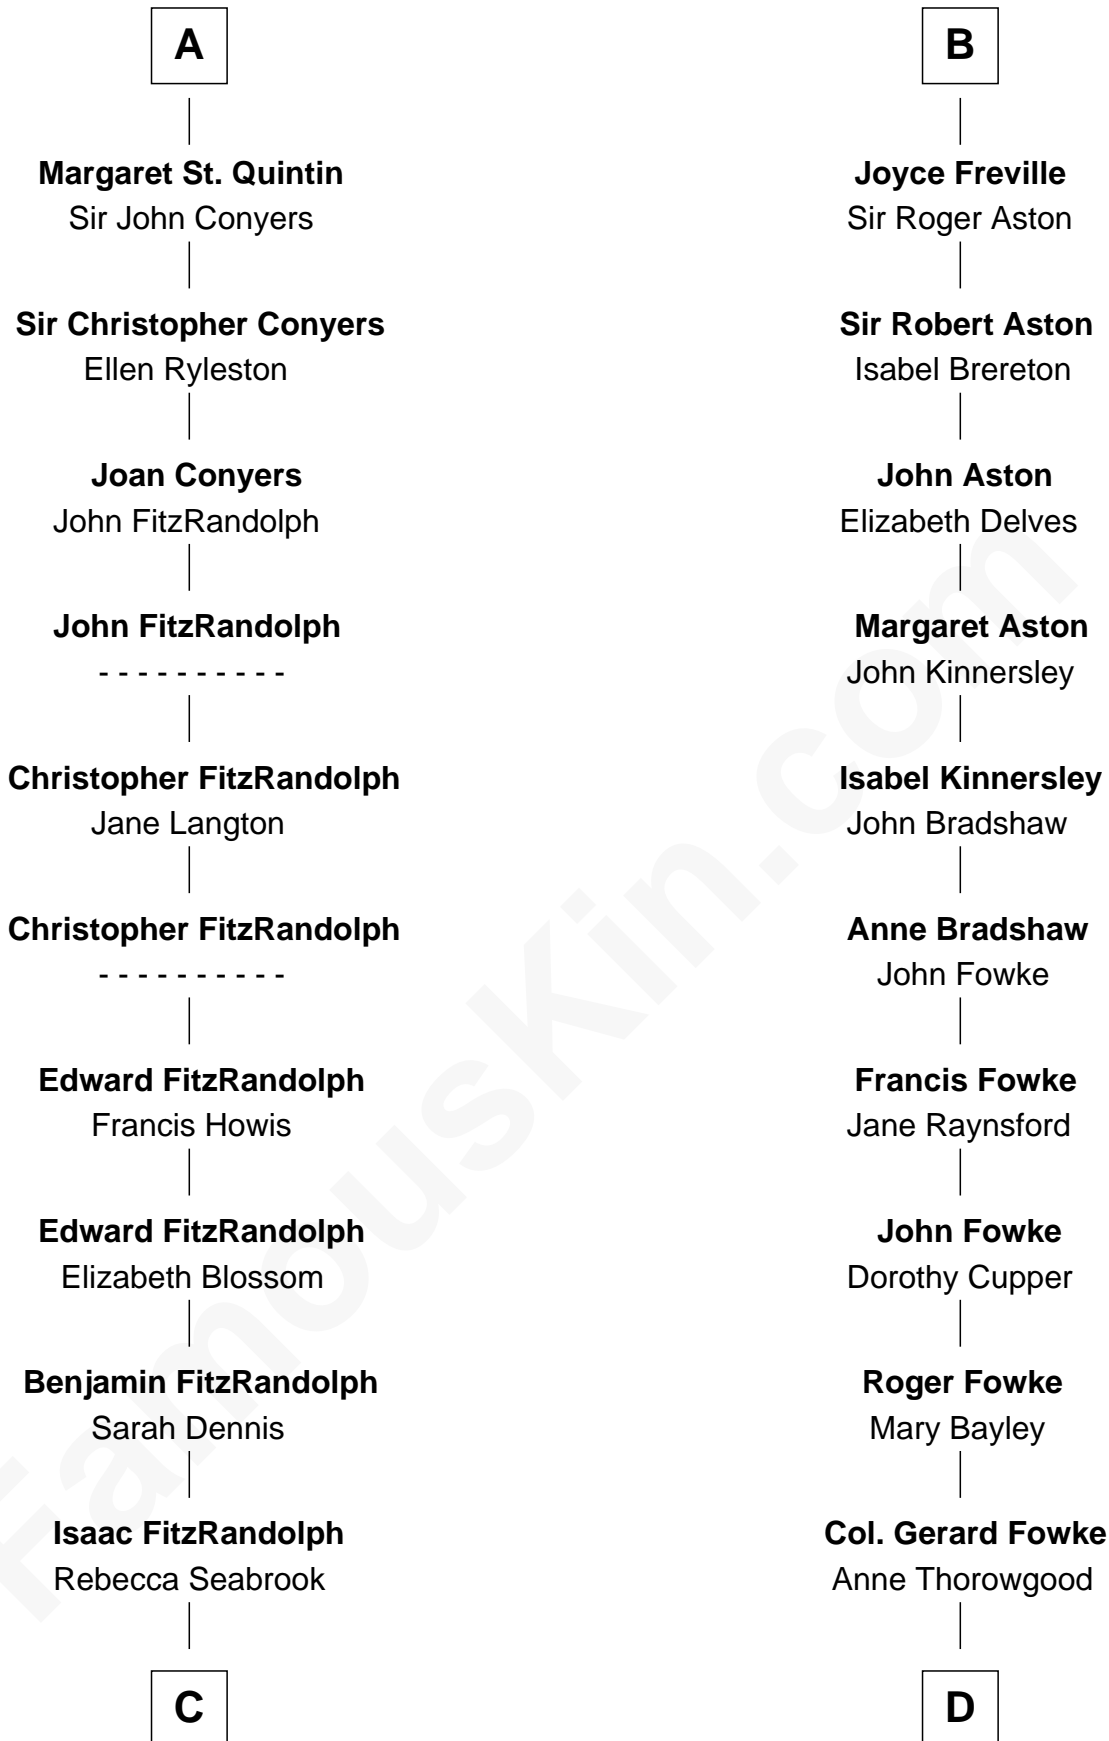 A
Margaret St. Quintin
Sir John Conyers
Sir Christopher Conyers
Ellen Ryleston
Joan Conyers
John FitzRandolph
John FitzRandolph
- - - - - - - - - -
Christopher FitzRandolph
Jane Langton
Christopher FitzRandolph
- - - - - - - - - -
Edward FitzRandolph
Francis Howis
Edward FitzRandolph
Elizabeth Blossom
Benjamin FitzRandolph
Sarah Dennis
Isaac FitzRandolph
Rebecca Seabrook
C
B
Joyce Freville
Sir Roger Aston
Sir Robert Aston
Isabel Brereton
John Aston
Elizabeth Delves
Margaret Aston
John Kinnersley
Isabel Kinnersley
John Bradshaw
Anne Bradshaw
John Fowke
Francis Fowke
Jane Raynsford
John Fowke
Dorothy Cupper
Roger Fowke
Mary Bayley
Col. Gerard Fowke
Anne Thorowgood
D
FamousKin.com